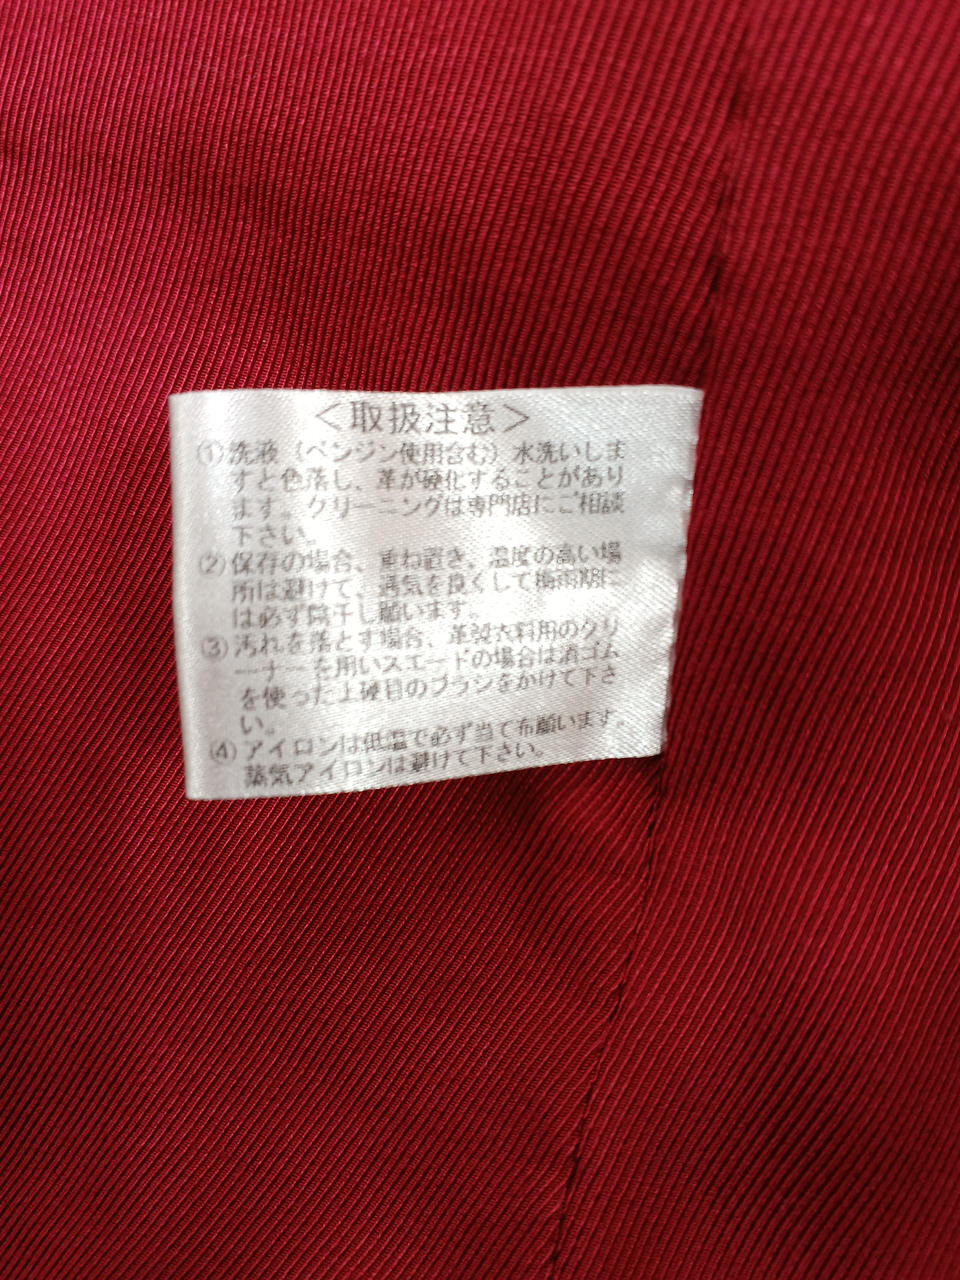 ＜取扱注意＞
①洗液（ベンジン使用含む）水洗いしま
すと色落し、革が硬化することがあり
ます。クリーニングは専門店にご相談
下さい。
②保存の場合、重ね置き、温度の高い場
所は避けて、通気を良くして梅雨期に
は必ず陰干し願います。
③汚れを落とす場合、革製衣料用のクリ
ーナーを用いスエードの場合は消ゴム
を使った上硬目のブラシをかけて下さ
い。
④アイロンは低温で必ず当て布願います。
蒸気アイロンは避けて下さい。